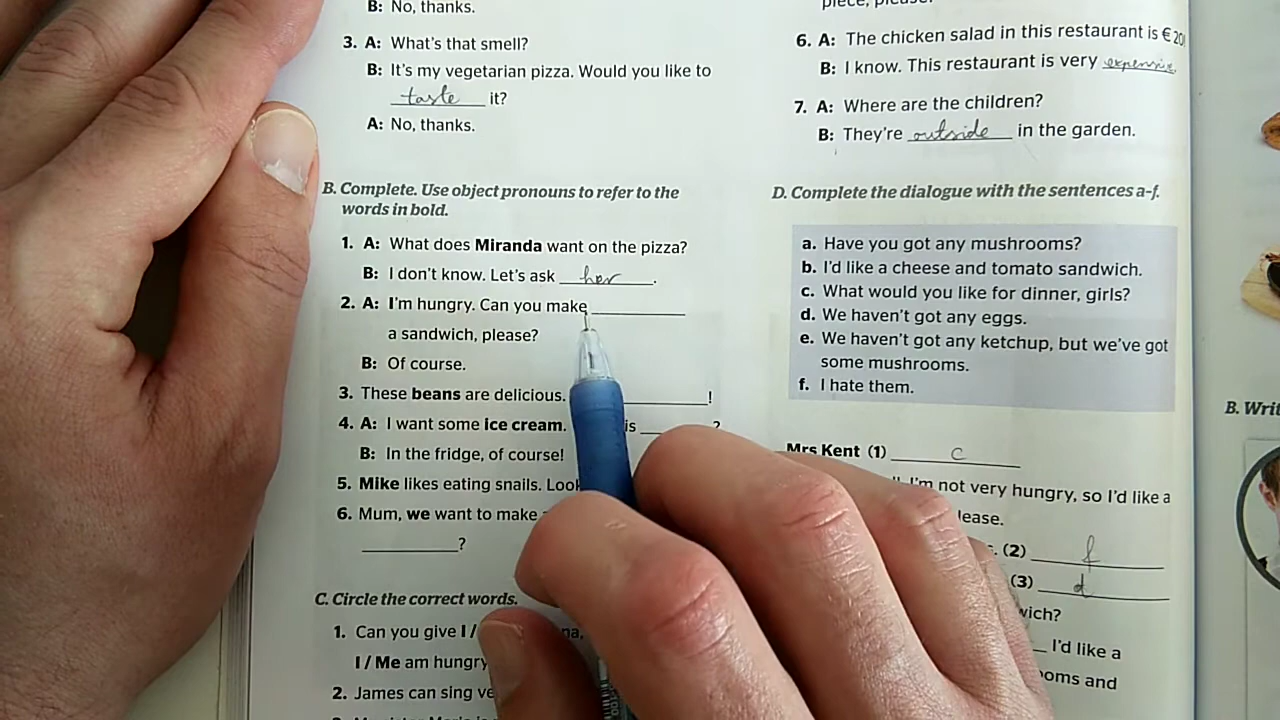 B: No, thanks.
3. A: What's that smell?
B: It's my vegetarian pizza. Would you like to
taste it?
A: No, thanks.
B. Complete. Use object pronouns to refer to the
words in bold.
1. A: What does Miranda want on the pizza?
B: I don't know. Let's ask her.
2. A: I'm hungry. Can you make ________
a sandwich, please?
B: Of course.
3. These beans are delicious. ________!
4. A: I want some ice cream. is ________?
B: In the fridge, of course!
5. Mike likes eating snails. Look
6. Mum, we want to make
________?
C. Circle the correct words.
1. Can you give I /
I / Me am hungry
2. James can sing
piece, please.
6. A: The chicken salad in this restaurant is €20
B: I know. This restaurant is very expensive.
7. A: Where are the children?
B: They're outside in the garden.
D. Complete the dialogue with the sentences a-f.
a. Have you got any mushrooms?
b. I'd like a cheese and tomato sandwich.
c. What would you like for dinner, girls?
d. We haven't got any eggs.
e. We haven't got any ketchup, but we've got
some mushrooms.
f. I hate them.
Mrs Kent (1) c
I'm not very hungry, so I'd like a
(2) f
(3) d
I'd like a
and
B. Writ